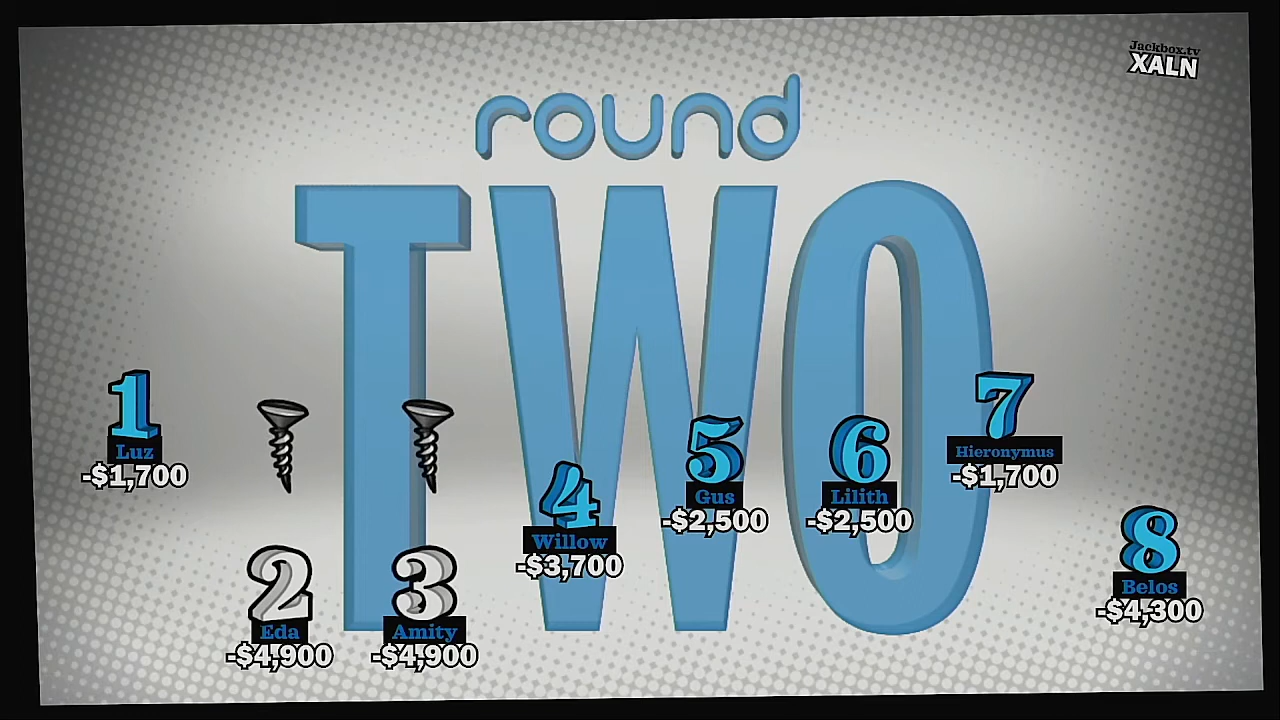 Jackbox.tv
XALN
round
TWO
1
Luz
-$1,700
2
Eda
-$4,900
3
Amity
-$4,900
4
Willow
-$3,700
5
Gus
-$2,500
6
Lilith
-$2,500
7
Hieronymus
-$1,700
8
Belos
-$4,300